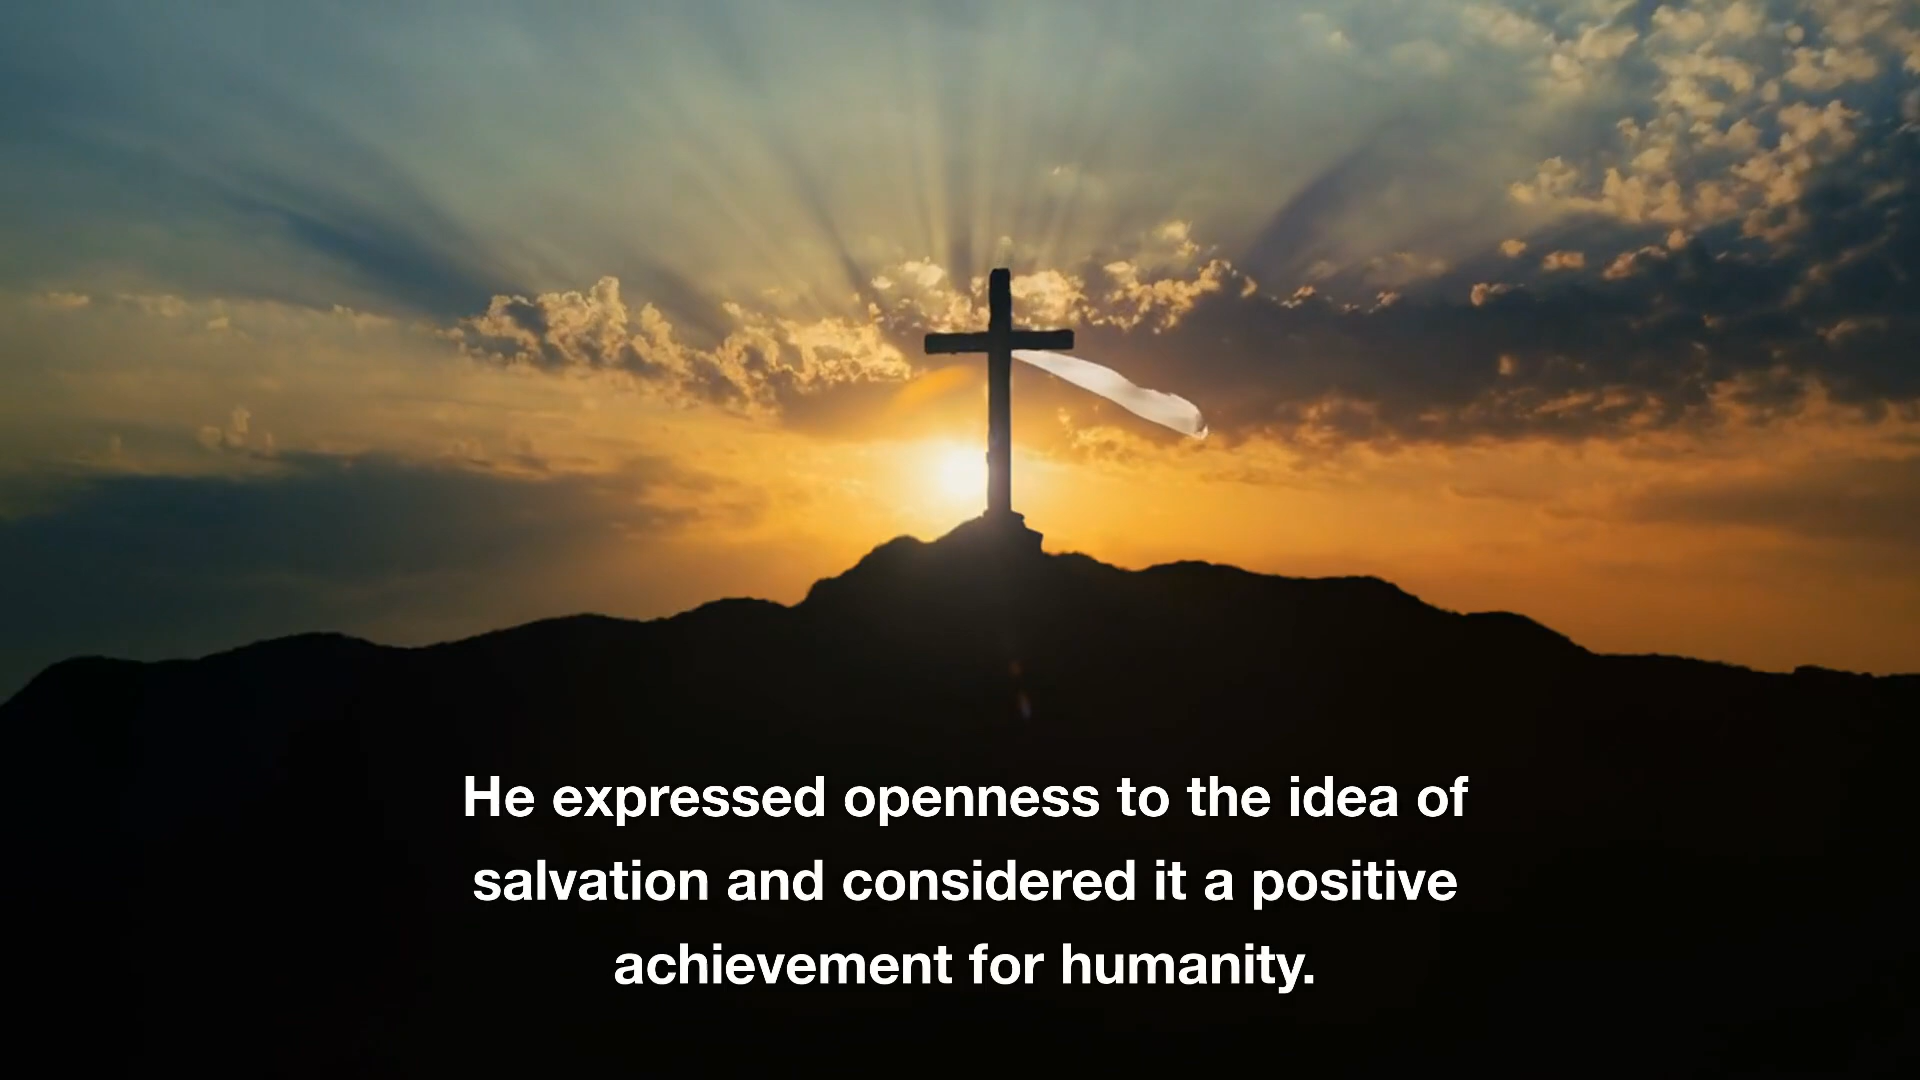 He expressed openness to the idea of
salvation and considered it a positive
achievement for humanity.